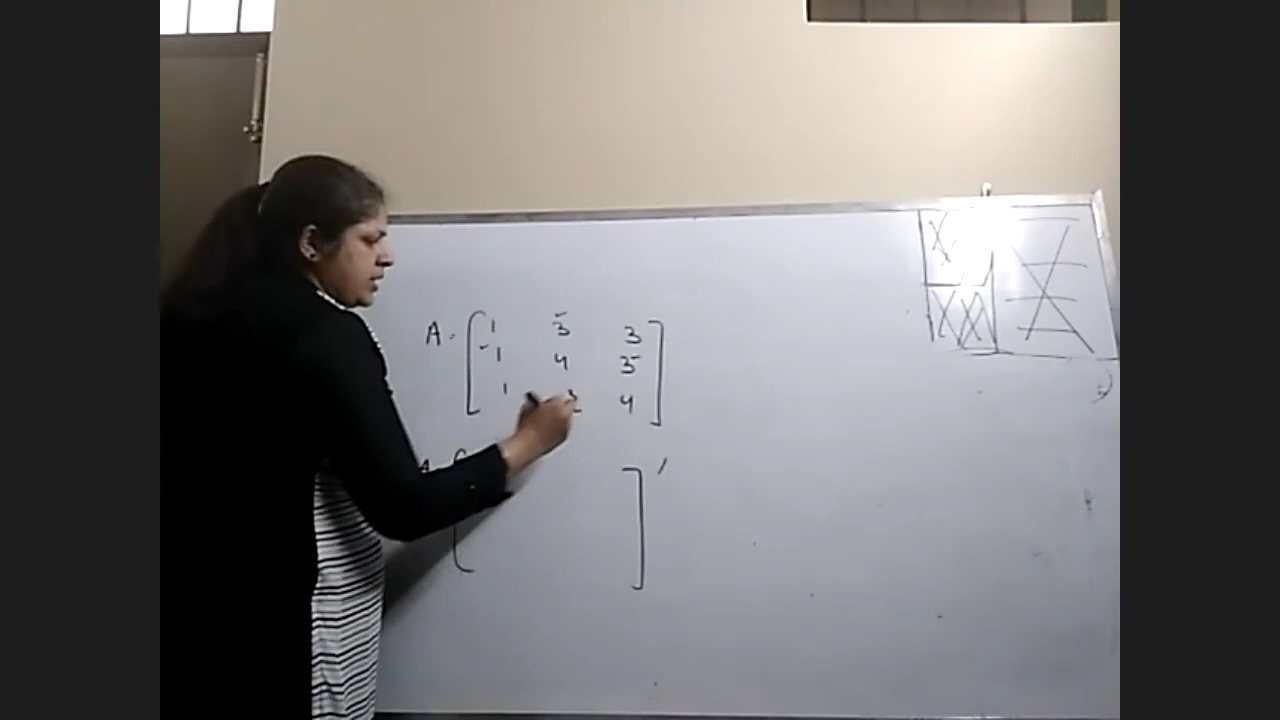 A = [ 1 3 3
-1 4 3
1 3 4 ]
A [ ]'